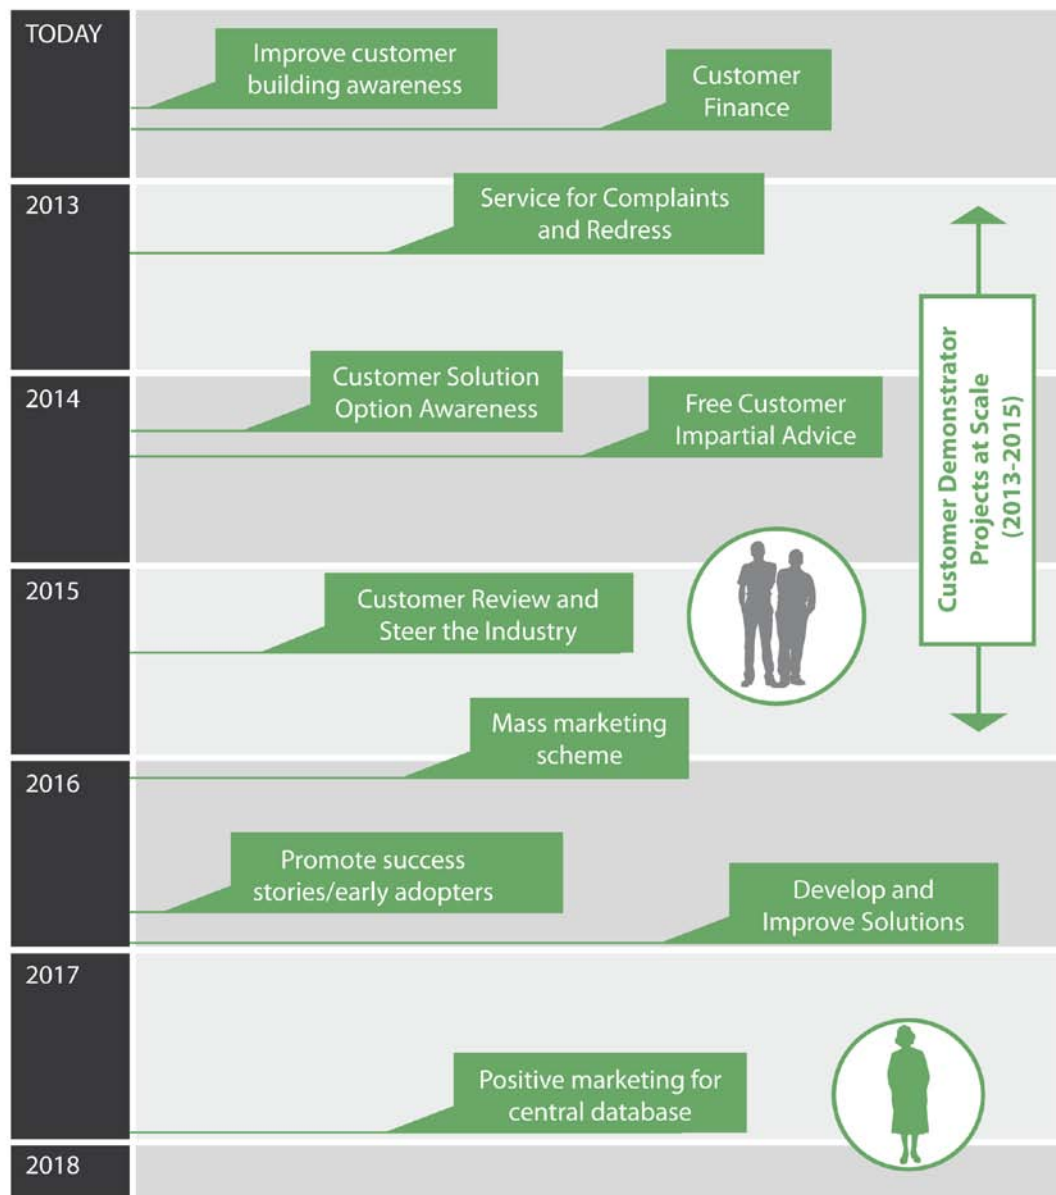 TODAY
Improve customer
building awareness
Customer
Finance
2013
Service for Complaints
and Redress
2014
Customer Solution
Option Awareness
Free Customer
Impartial Advice
Customer Demonstrator
Projects at Scale
(2013-2015)
2015
Customer Review and
Steer the Industry
Mass marketing
scheme
2016
Promote success
stories/early adopters
Develop and
Improve Solutions
2017
Positive marketing for
central database
2018